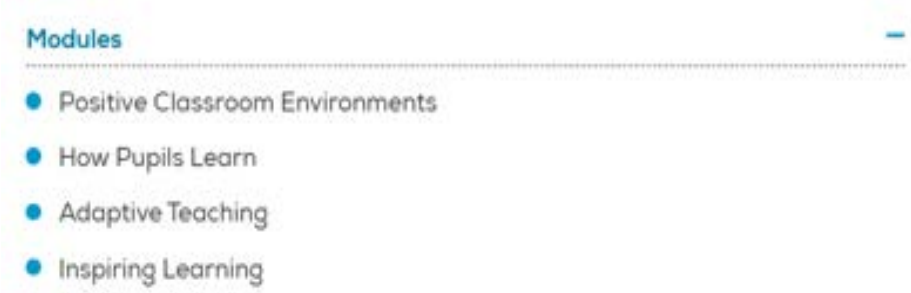 Modules
Positive Classroom Environments
How Pupils Learn
Adaptive Teaching
Inspiring Learning